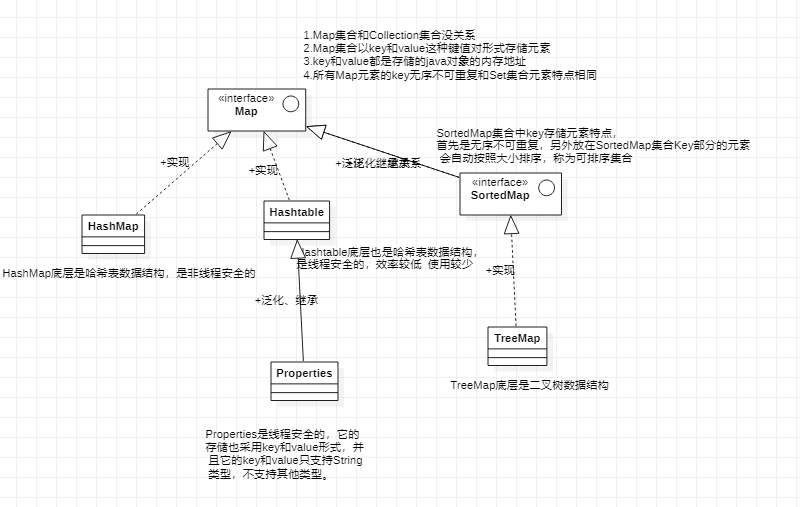 1.Map集合和Collection集合没关系
2.Map集合以key和value这种键值对形式存储元素
3.key和value都是存储的java对象的内存地址
4.所有Map元素的key无序不可重复和Set集合元素特点相同
«interface»
Map
SortedMap集合中key存储元素特点，
首先是无序不可重复，另外放在SortedMap集合Key部分的元素
会自动按照大小排序，称为可排序集合
+实现
+实现
+泛化
继承
系
«interface»
SortedMap
HashMap
Hashtable
HashMap底层是哈希表数据结构，是非线程安全的
ashtable底层也是哈希表数据结构，
是线程安全的，效率较低 使用较少
+实现
+泛化、继承
TreeMap
Properties
TreeMap底层是二叉树数据结构
Properties是线程安全的，它的
存储也采用key和value形式，并
且它的key和value只支持String
类型，不支持其他类型。